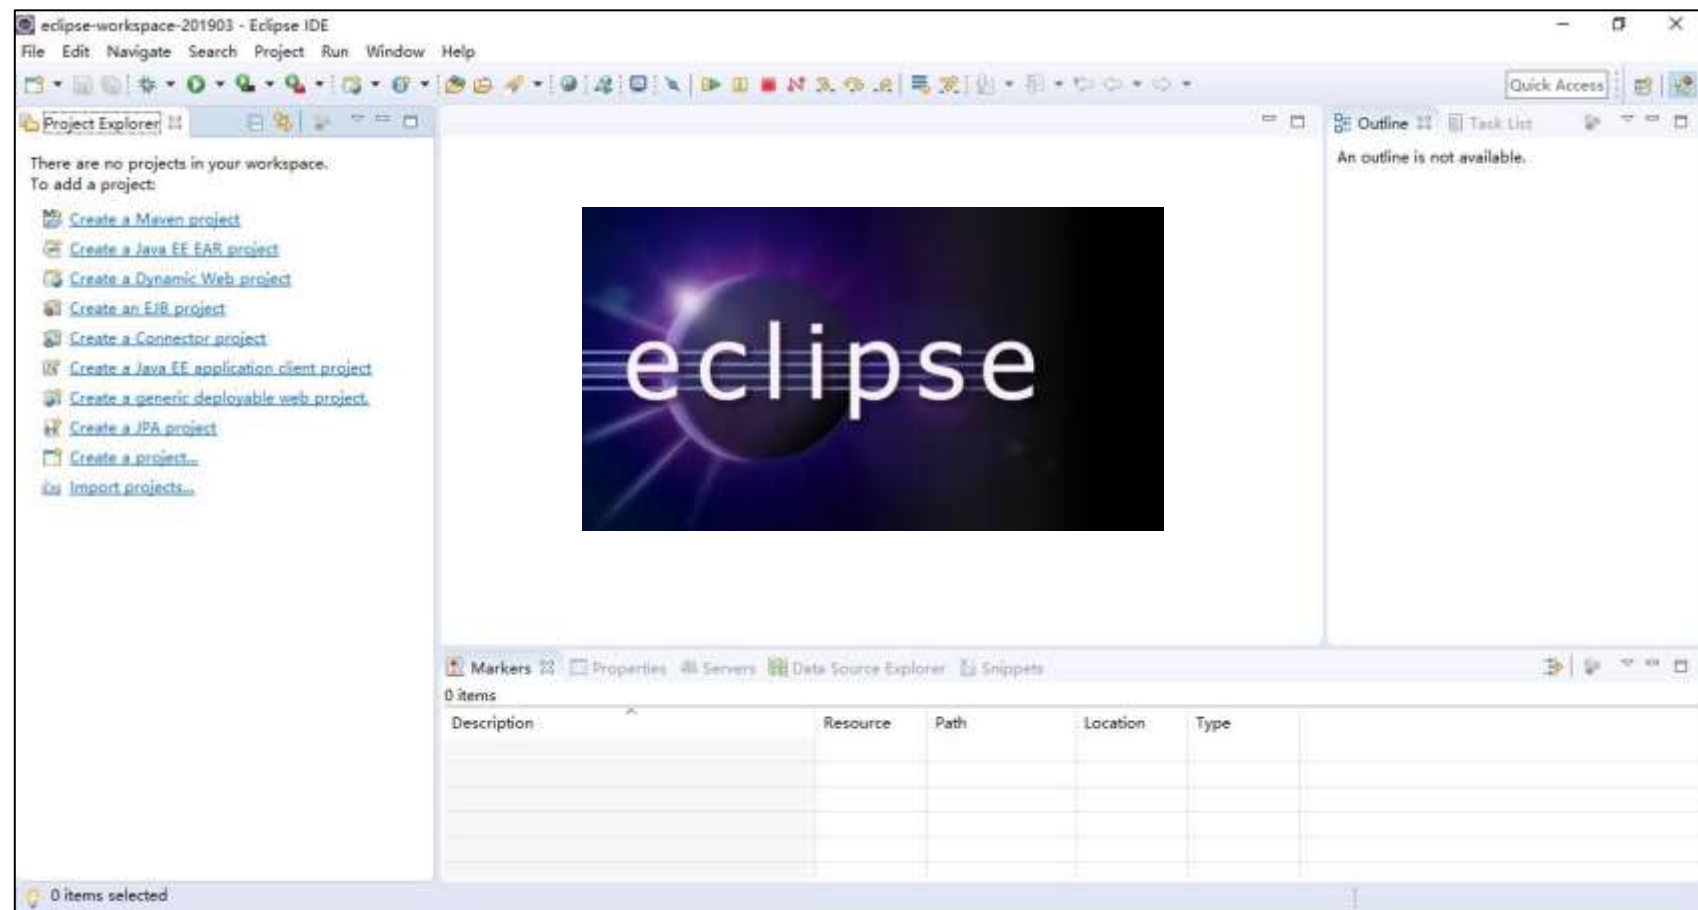 eclipse-workspace-201903 - Eclipse IDE
File Edit Navigate Search Project Run Window Help
Quick Access
Project Explorer
There are no projects in your workspace.
To add a project:
Create a Maven project
Create a Java EE EAR project
Create a Dynamic Web project
Create an EJB project
Create a Connector project
Create a Java EE application client project
Create a generic deployable web project.
Create a JPA project
Create a project...
Import projects...
eclipse
Outline Task List
An outline is not available.
Markers Properties Servers Data Source Explorer Snippets
0 items
Description Resource Path Location Type
0 items selected